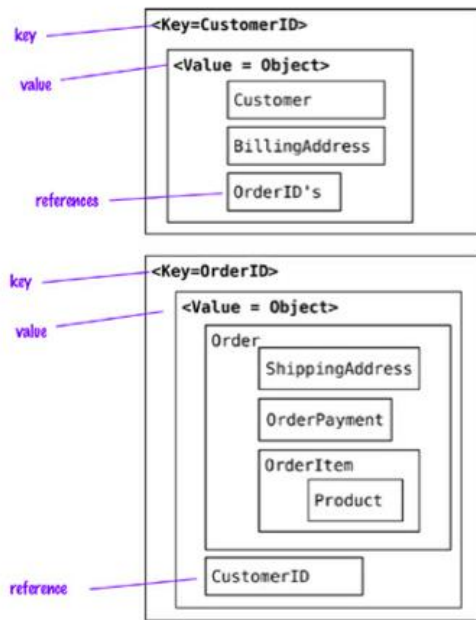 key
<Key=CustomerID>
value
<Value = Object>
Customer
BillingAddress
references
OrderID's
key
<Key=OrderID>
value
<Value = Object>
Order
ShippingAddress
OrderPayment
OrderItem
Product
reference
CustomerID